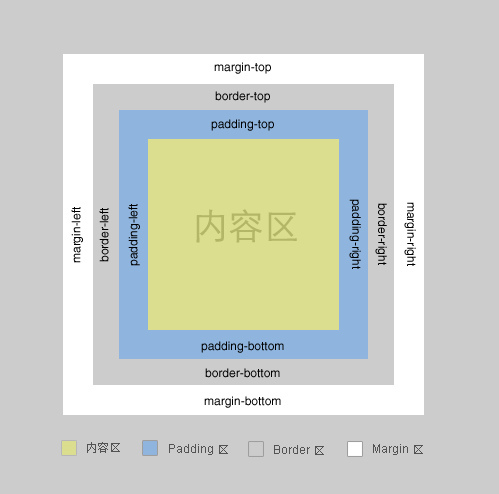 margin-top
border-top
padding-top
margin-left
border-left
padding-left
内容区
padding-right
border-right
margin-right
padding-bottom
border-bottom
margin-bottom
内容区 Padding 区 Border 区 Margin 区